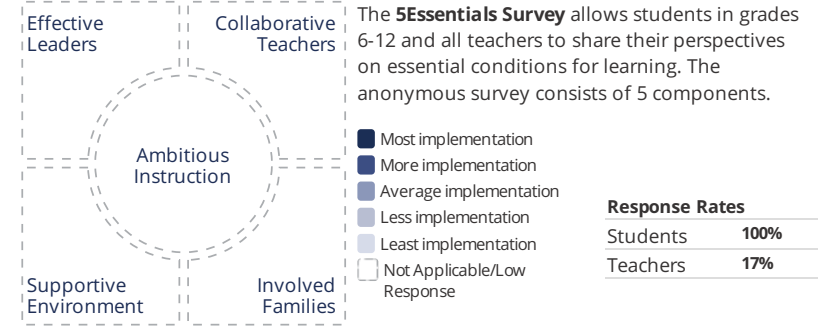 Effective
Leaders
Collaborative
Teachers
Ambitious
Instruction
Supportive
Environment
Involved
Families
The 5Essentials Survey allows students in grades
6-12 and all teachers to share their perspectives
on essential conditions for learning. The
anonymous survey consists of 5 components.
Most implementation
More implementation
Average implementation
Less implementation
Least implementation
Not Applicable/Low
Response
Response Rates
Students 100%
Teachers 17%